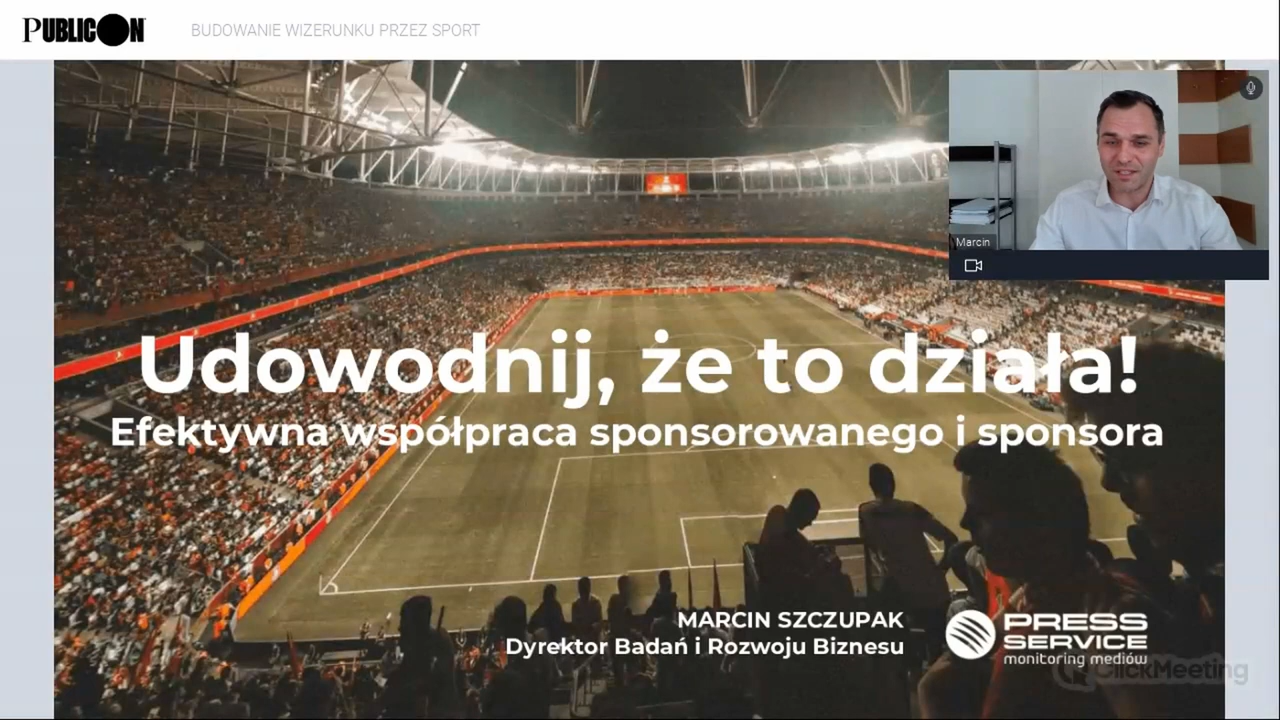 PUBLICON
BUDOWANIE WIZERUNKU PRZEZ SPORT
Marcin
Udowodnij, że to działa!
Efektywna współpraca sponsorowanego i sponsora
MARCIN SZCZUPAK
Dyrektor Badań i Rozwoju Biznesu
PRESS
SERVICE
monitoring mediów
ClickMeeting